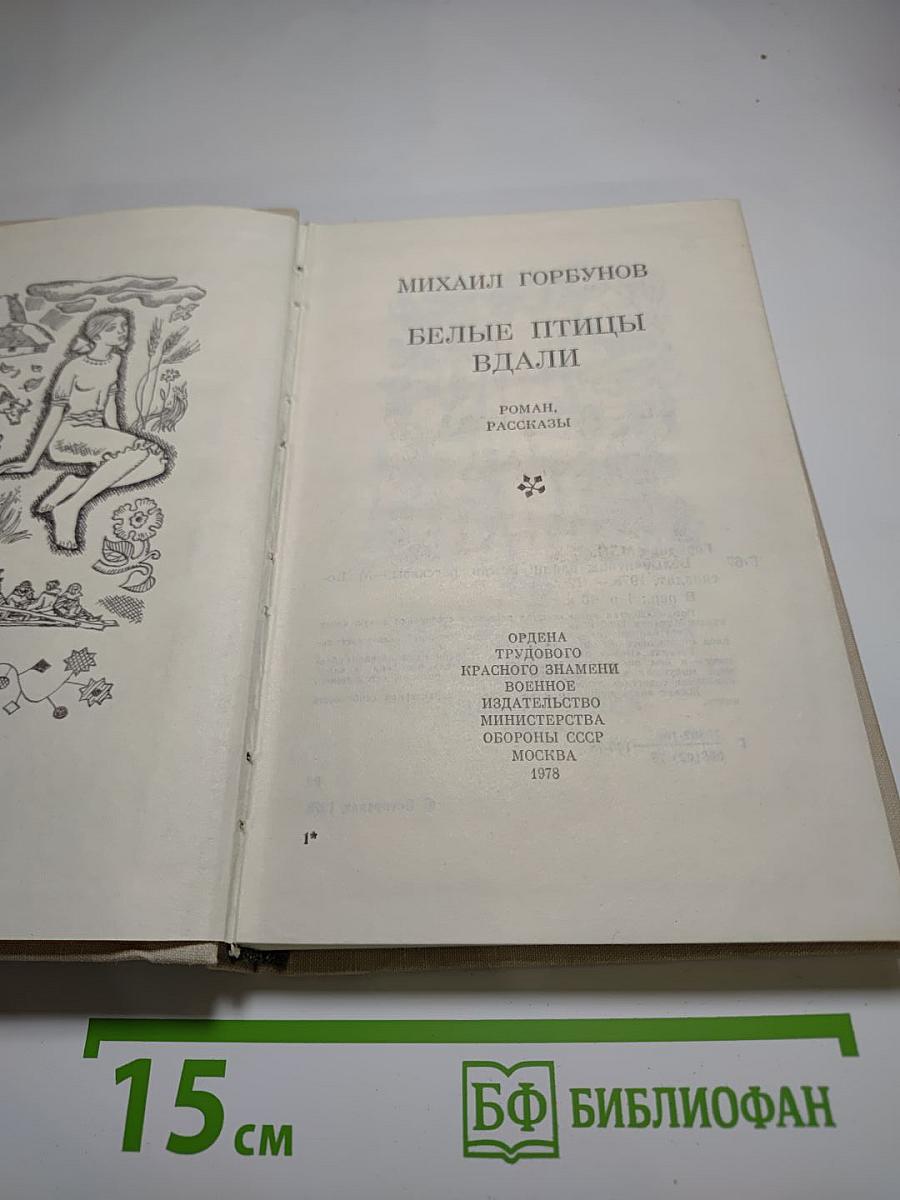 МИХАИЛ ГОРБУНОВ
БЕЛЫЕ ПТИЦЫ
ВДАЛИ
РОМАН,
РАССКАЗЫ
ОРДЕНА
ТРУДОВОГО
КРАСНОГО ЗНАМЕНИ
ВОЕННОЕ
ИЗДАТЕЛЬСТВО
МИНИСТЕРСТВА
ОБОРОНЫ СССР
МОСКВА
1978
1*
15 см
БФ БИБЛИОФАН